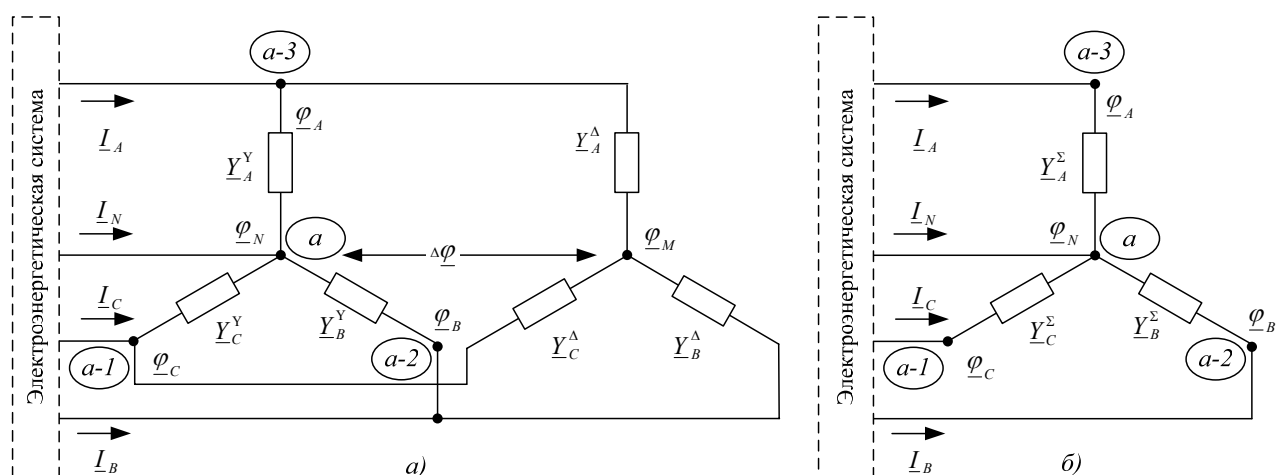 Электроэнергетическая система
a-3
φ_A
I_A
Y_A^Y
Y_A^Δ
I_N
φ_N
a
Δφ
φ_M
I_C
Y_C^Y
Y_B^Y
φ_B
Y_C^Δ
Y_B^Δ
a-1
φ_C
a-2
I_B
а)
Электроэнергетическая система
a-3
φ_A
I_A
Y_A^Σ
I_N
φ_N
a
I_C
Y_C^Σ
Y_B^Σ
φ_B
a-1
φ_C
a-2
I_B
б)